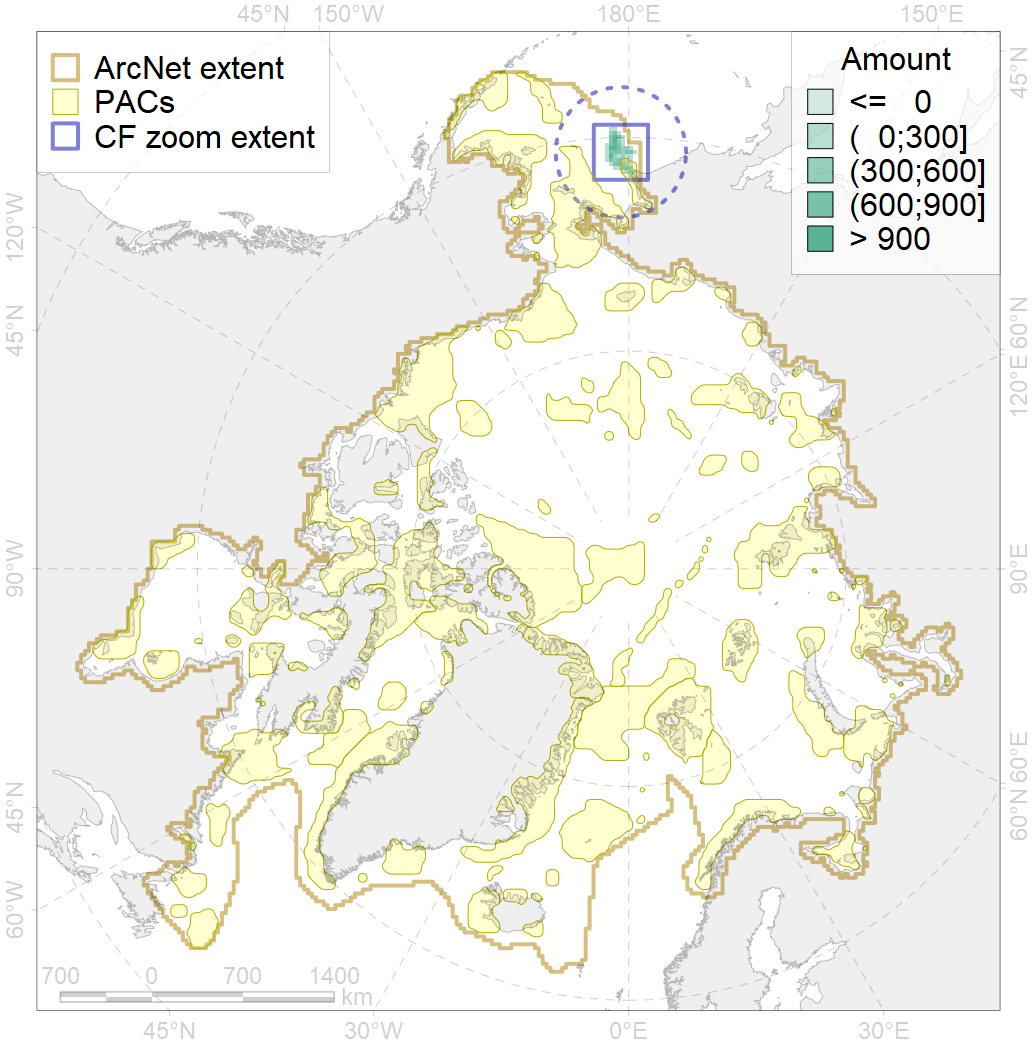 45°N 150°W 180°E 150°E
ArcNet extent
PACs
CF zoom extent
Amount
<= 0
( 0;300]
(300;600]
(600;900]
> 900
45°N
120°W
45°N
90°W
45°N
60°W
60°N
120°E
90°E
60°E
60°N
700 0 700 1400
km
45°N 30°W 0°E 30°E